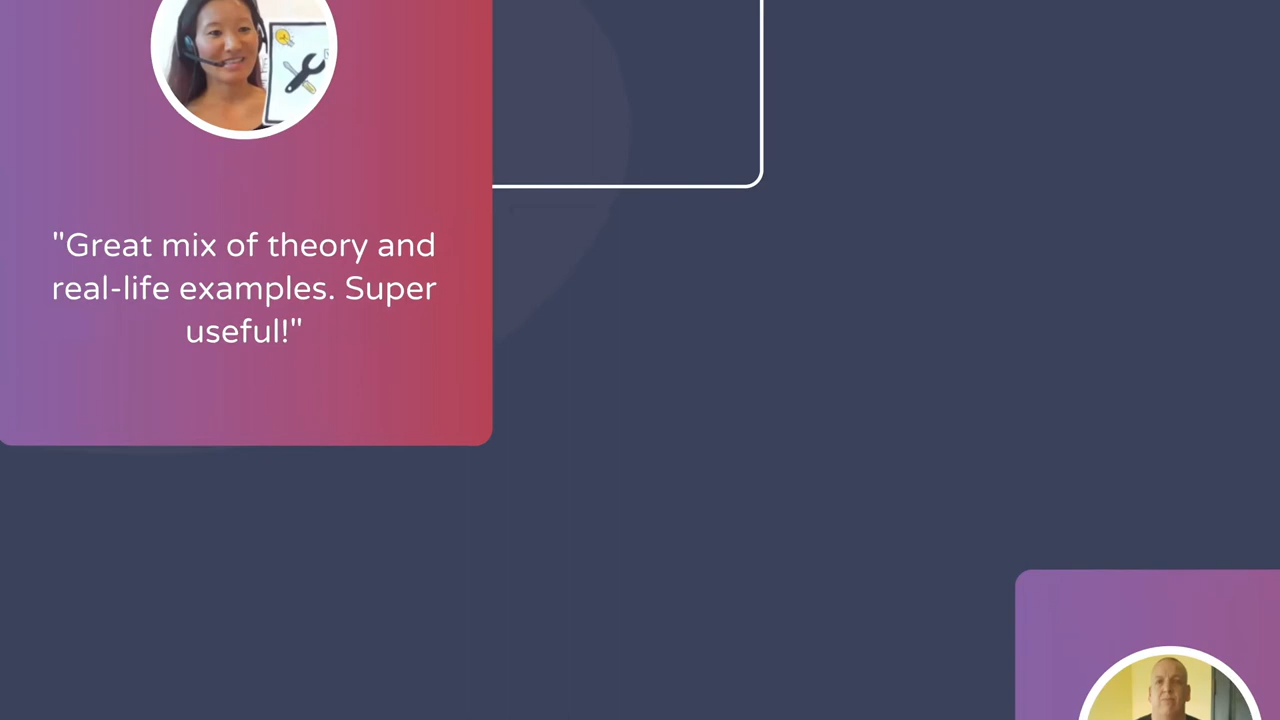 "Great mix of theory and
real-life examples. Super
useful!"